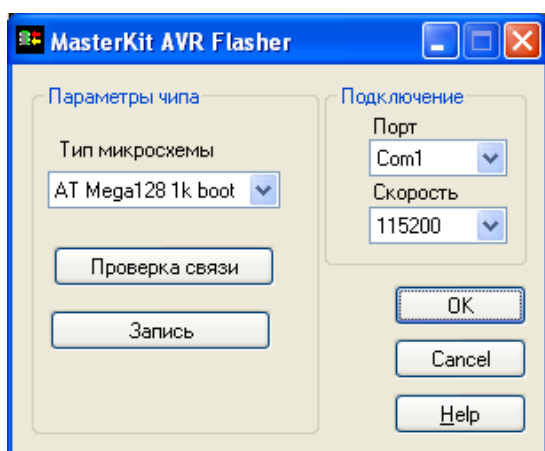 MasterKit AVR Flasher
Параметры чипа
Тип микросхемы
AT Mega128 1k boot
Проверка связи
Запись
Подключение
Порт
Com1
Скорость
115200
OK
Cancel
Help